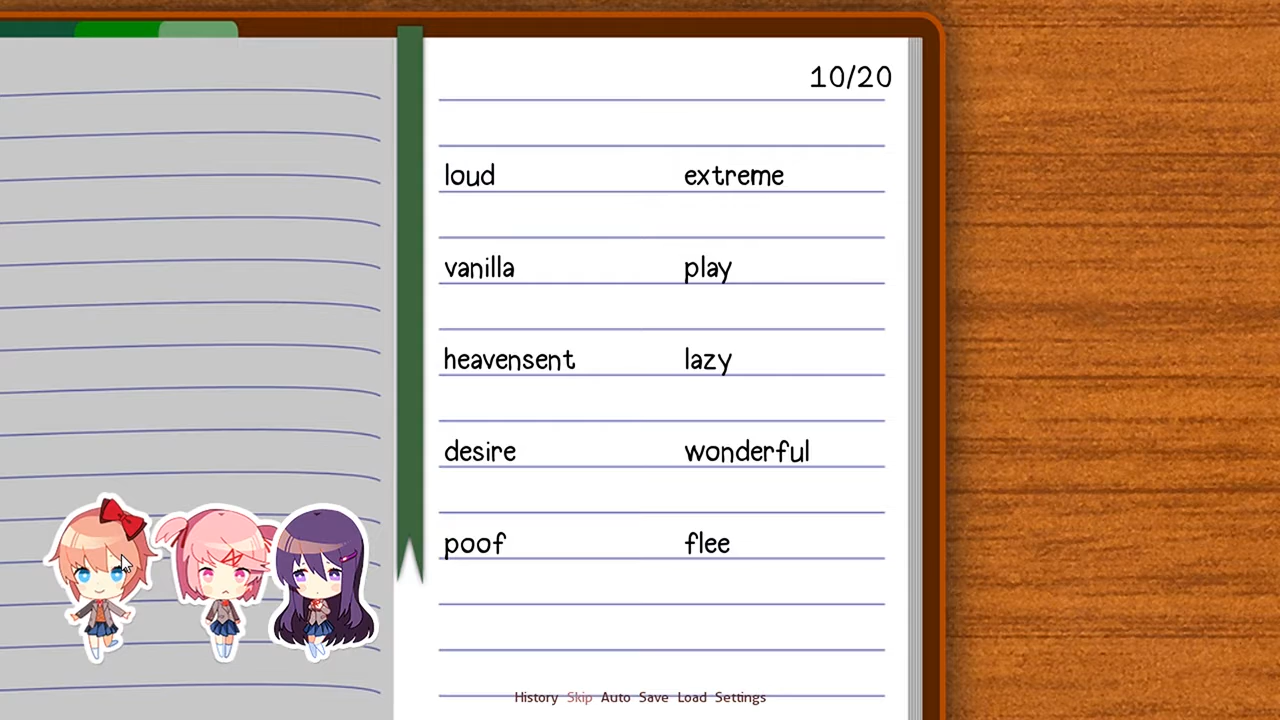 10/20
loud extreme
vanilla play
heavensent lazy
desire wonderful
poof flee
History Skip Auto Save Load Settings